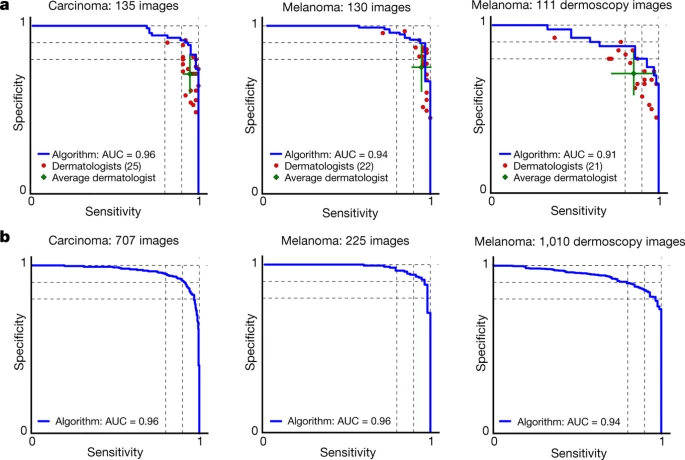 a
Carcinoma: 135 images
Melanoma: 130 images
Melanoma: 111 dermoscopy images
1
Specificity
Algorithm: AUC = 0.96
Dermatologists (25)
Average dermatologist
0
0
1
Sensitivity
1
Specificity
Algorithm: AUC = 0.94
Dermatologists (22)
Average dermatologist
0
0
1
Sensitivity
1
Specificity
Algorithm: AUC = 0.91
Dermatologists (21)
Average dermatologist
0
0
1
Sensitivity
b
Carcinoma: 707 images
Melanoma: 225 images
Melanoma: 1,010 dermoscopy images
1
Specificity
Algorithm: AUC = 0.96
0
0
1
Sensitivity
1
Specificity
Algorithm: AUC = 0.96
0
0
1
Sensitivity
1
Specificity
Algorithm: AUC = 0.94
0
0
1
Sensitivity